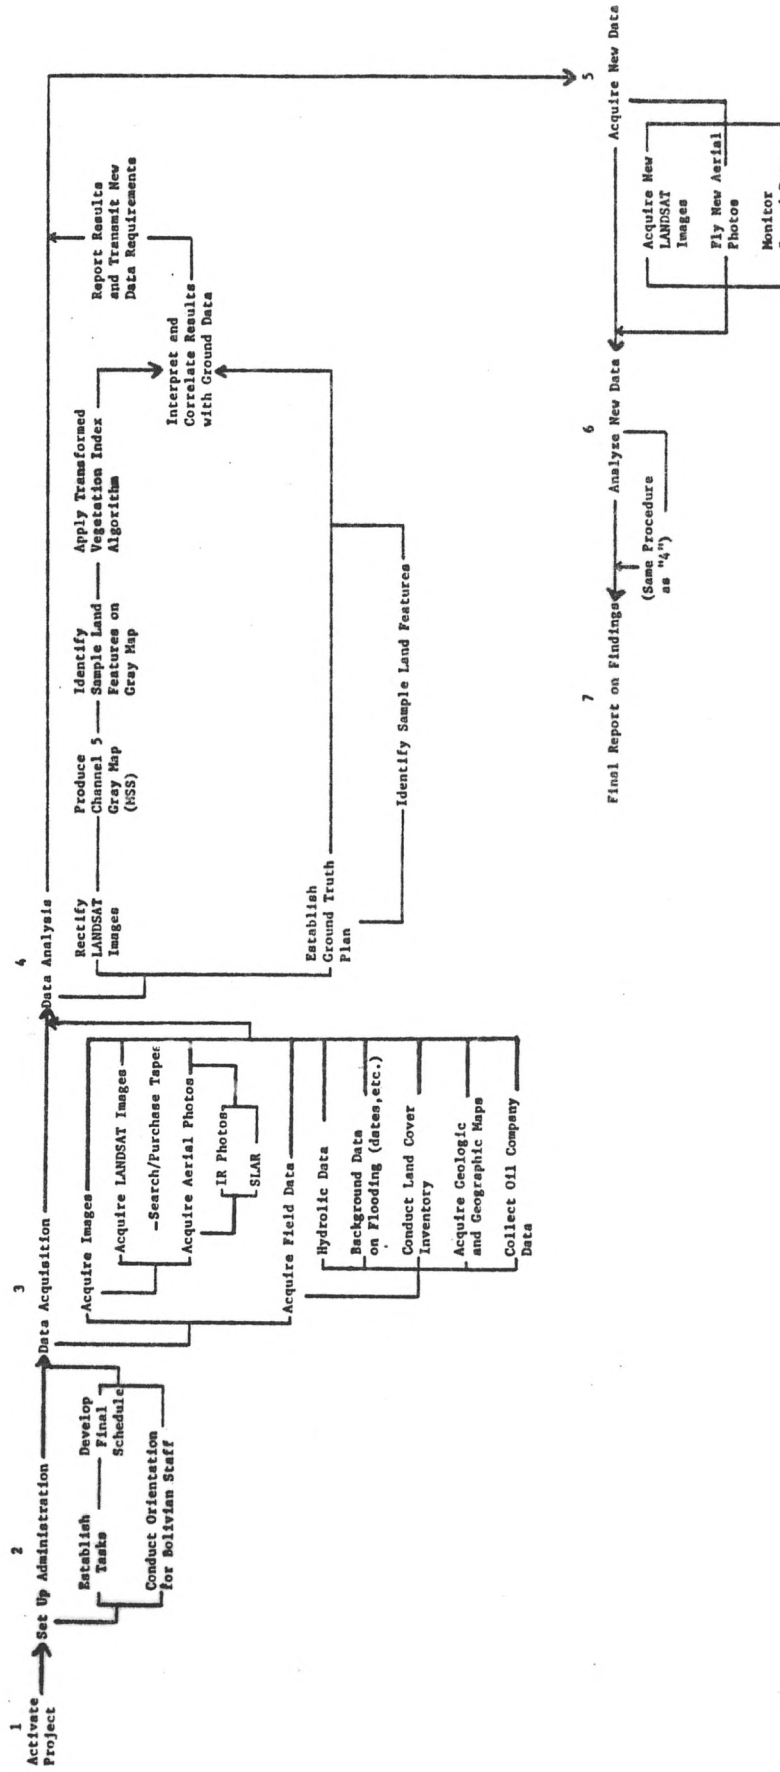 1
Activate
Project
2
Set Up Administration
Establish
Tasks
Develop
Final
Schedule
Conduct Orientation
for Bolivian Staff
3
Data Acquisition
Acquire Images
Acquire LANDSAT Images
-Search/Purchase Tapes
Acquire Aerial Photos
IR Photos
SLAR
Acquire Field Data
Hydrolic Data
Background Data
on Flooding (dates,etc.)
Conduct Land Cover
Inventory
Acquire Geologic
and Geographic Maps
Collect Oil Company
Data
4
Data Analysis
Rectify
LANDSAT
Images
Produce
Channel 5
Gray Map
(MSS)
Identify
Sample Land
Features on
Gray Map
Apply Transformed
Vegetation Index
Algorithm
Interpret and
Correlate Results
with Ground Data
Report Results
and Transmit New
Data Requirements
Establish
Ground Truth
Plan
Identify Sample Land Features
5
Acquire New Data
Acquire New
LANDSAT
Images
Fly New Aerial
Photos
Monitor
6
Analyze New Data
(Same Procedure
as "4")
7
Final Report on Findings